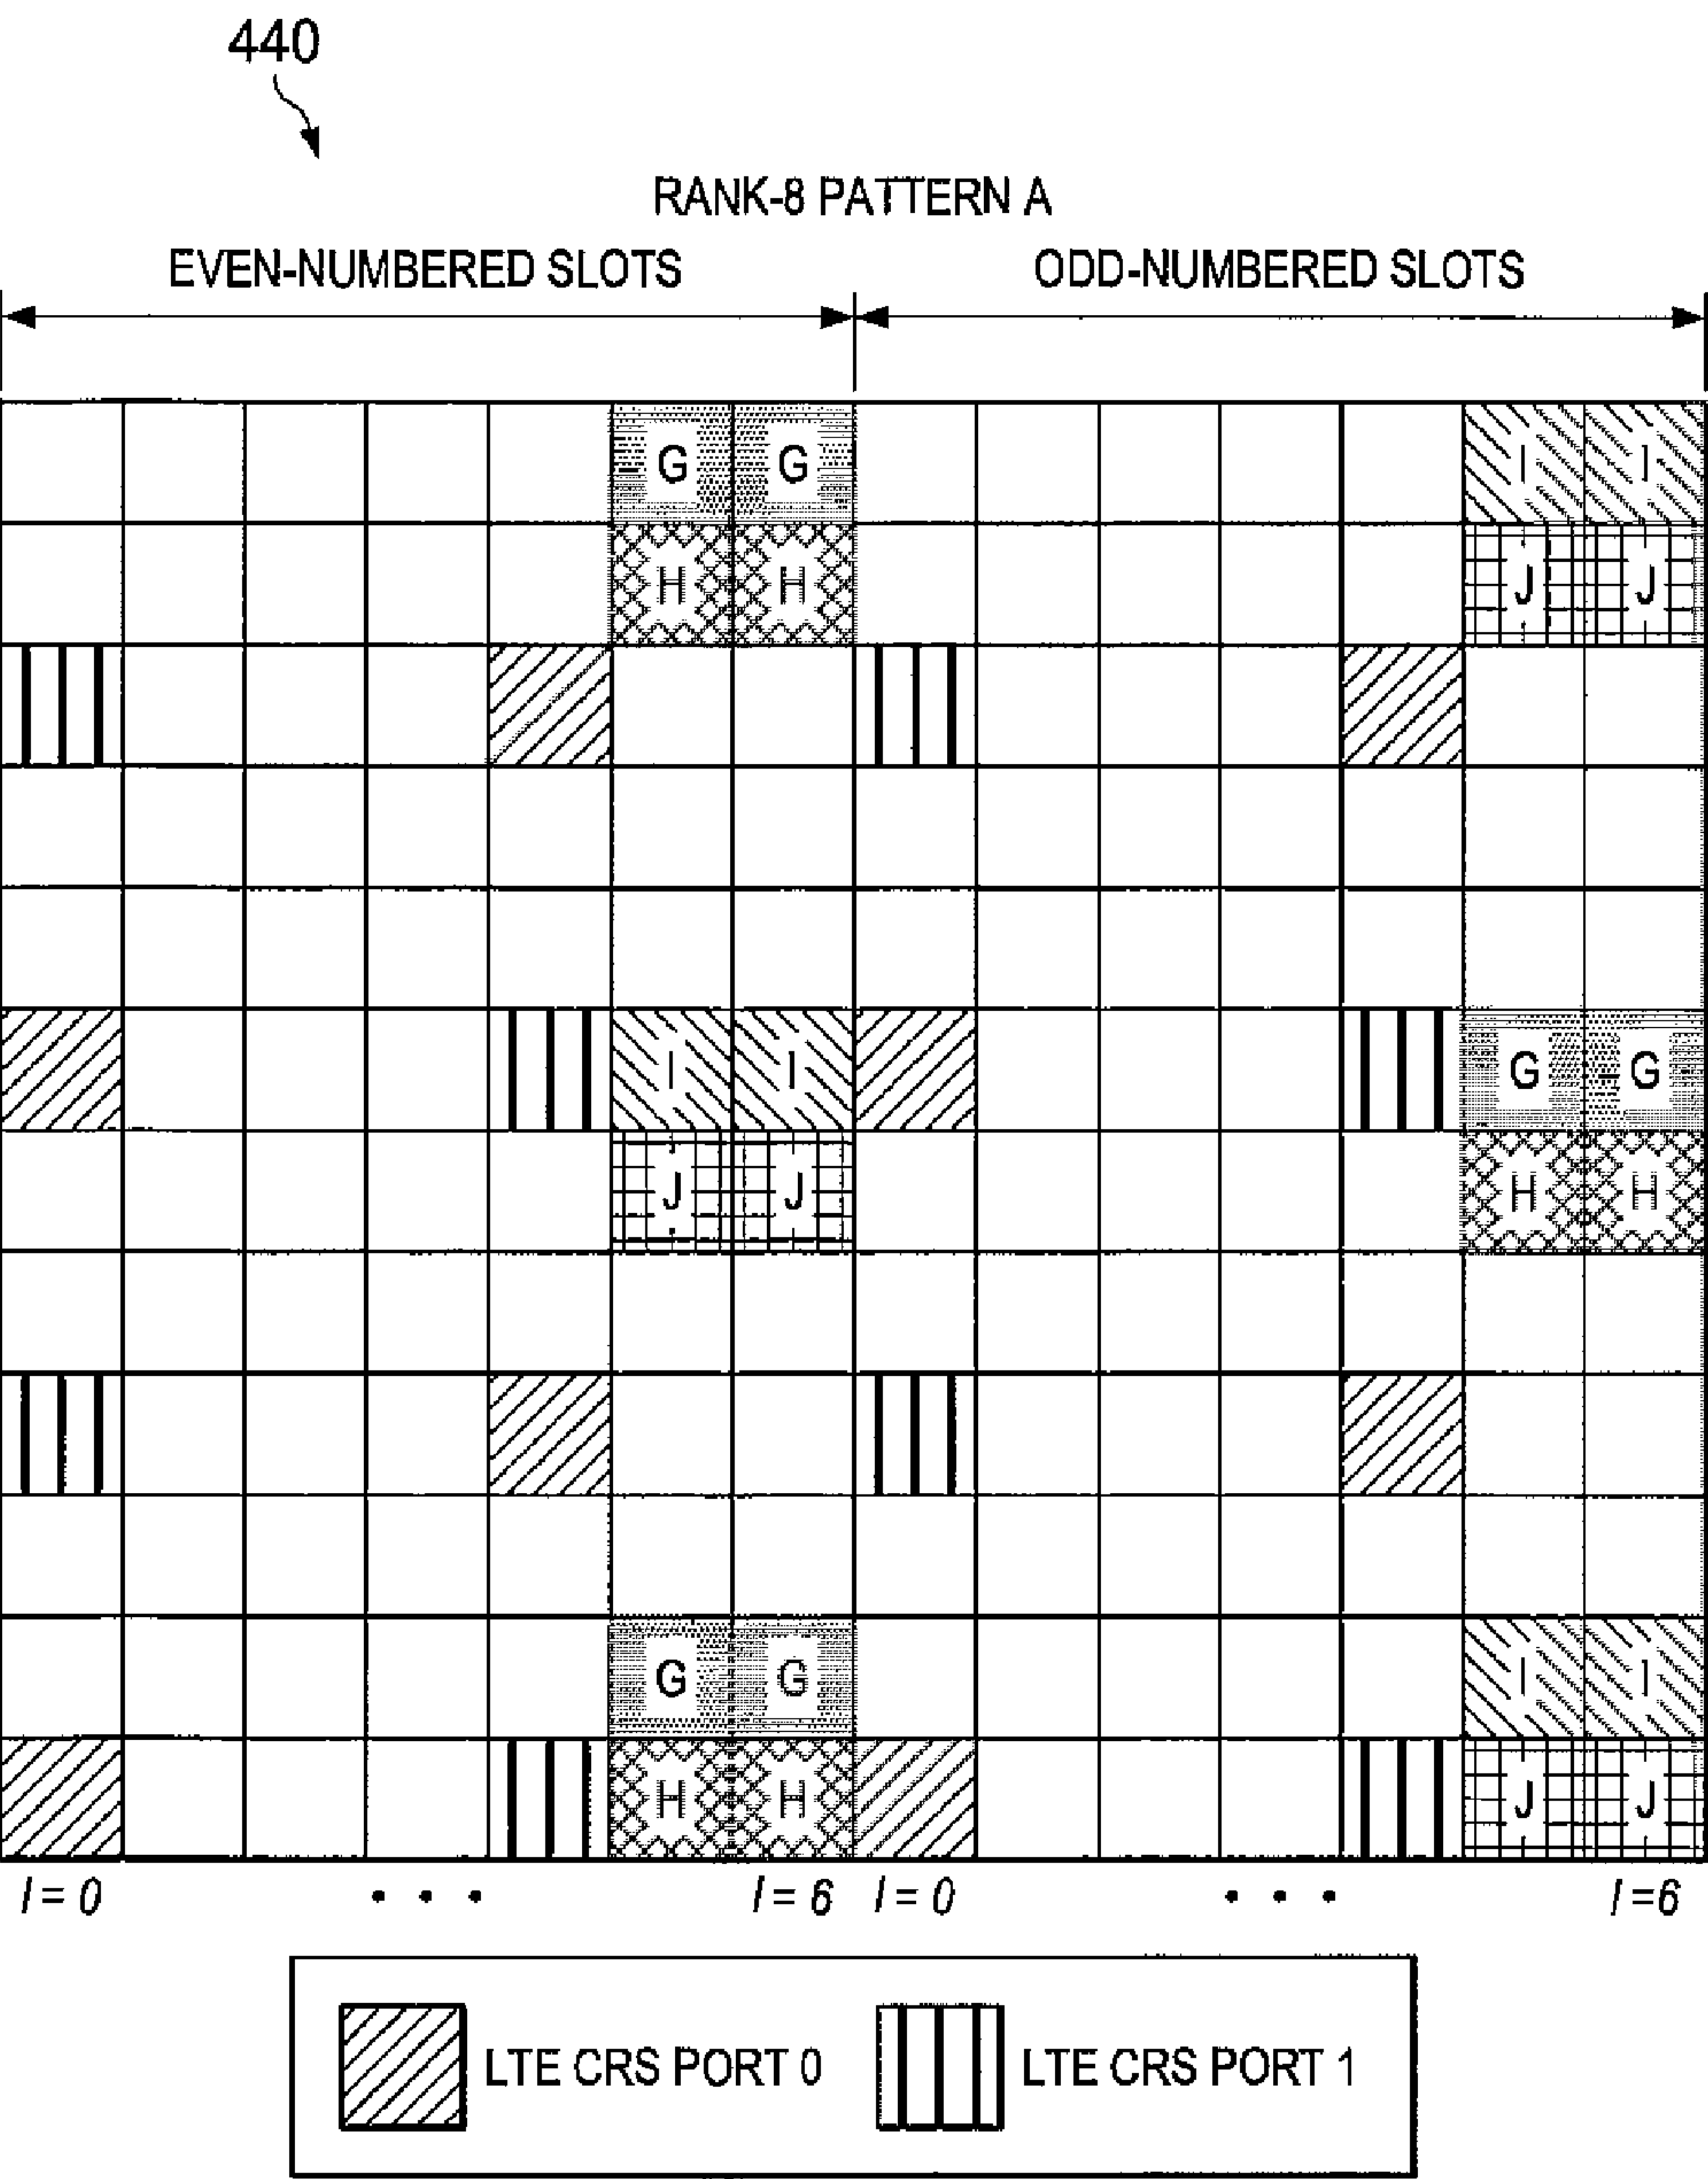 440
RANK-8 PATTERN A
EVEN-NUMBERED SLOTS ODD-NUMBERED SLOTS
G G I I
H H J J
I I G G
J J H H
G G I I
H H J J
l = 0 • • • l = 6 l = 0 • • • l =6
LTE CRS PORT 0 LTE CRS PORT 1